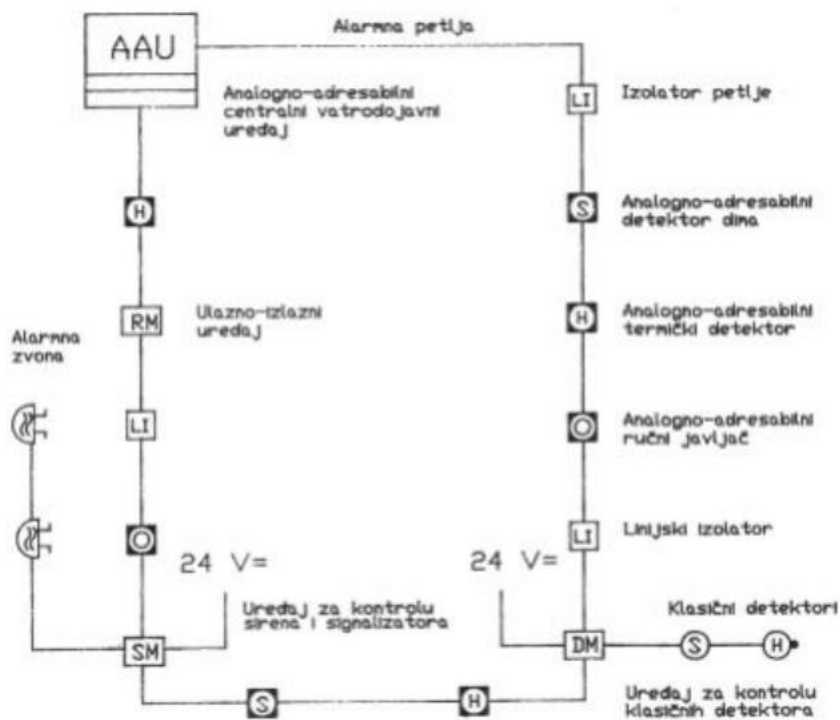 AAU
Alarmna petlja
Analogno-adresabilni
centralni vatrodojavni
uređaj
LI
Izolator petlje
H
S
Analogno-adresabilni
detektor dima
RM
Ulazno-izlazni
uređaj
H
Analogno-adresabilni
termički detektor
Alarmna
zvona
LI
Analogno-adresabilni
ručni javljač
24 V=
24 V=
LI
Linijski izolator
Uređaj za kontrolu
sirena i signalizatora
Klasični detektori
SM
DM
S
H
S
H
Uređaj za kontrolu
klasičnih detektora